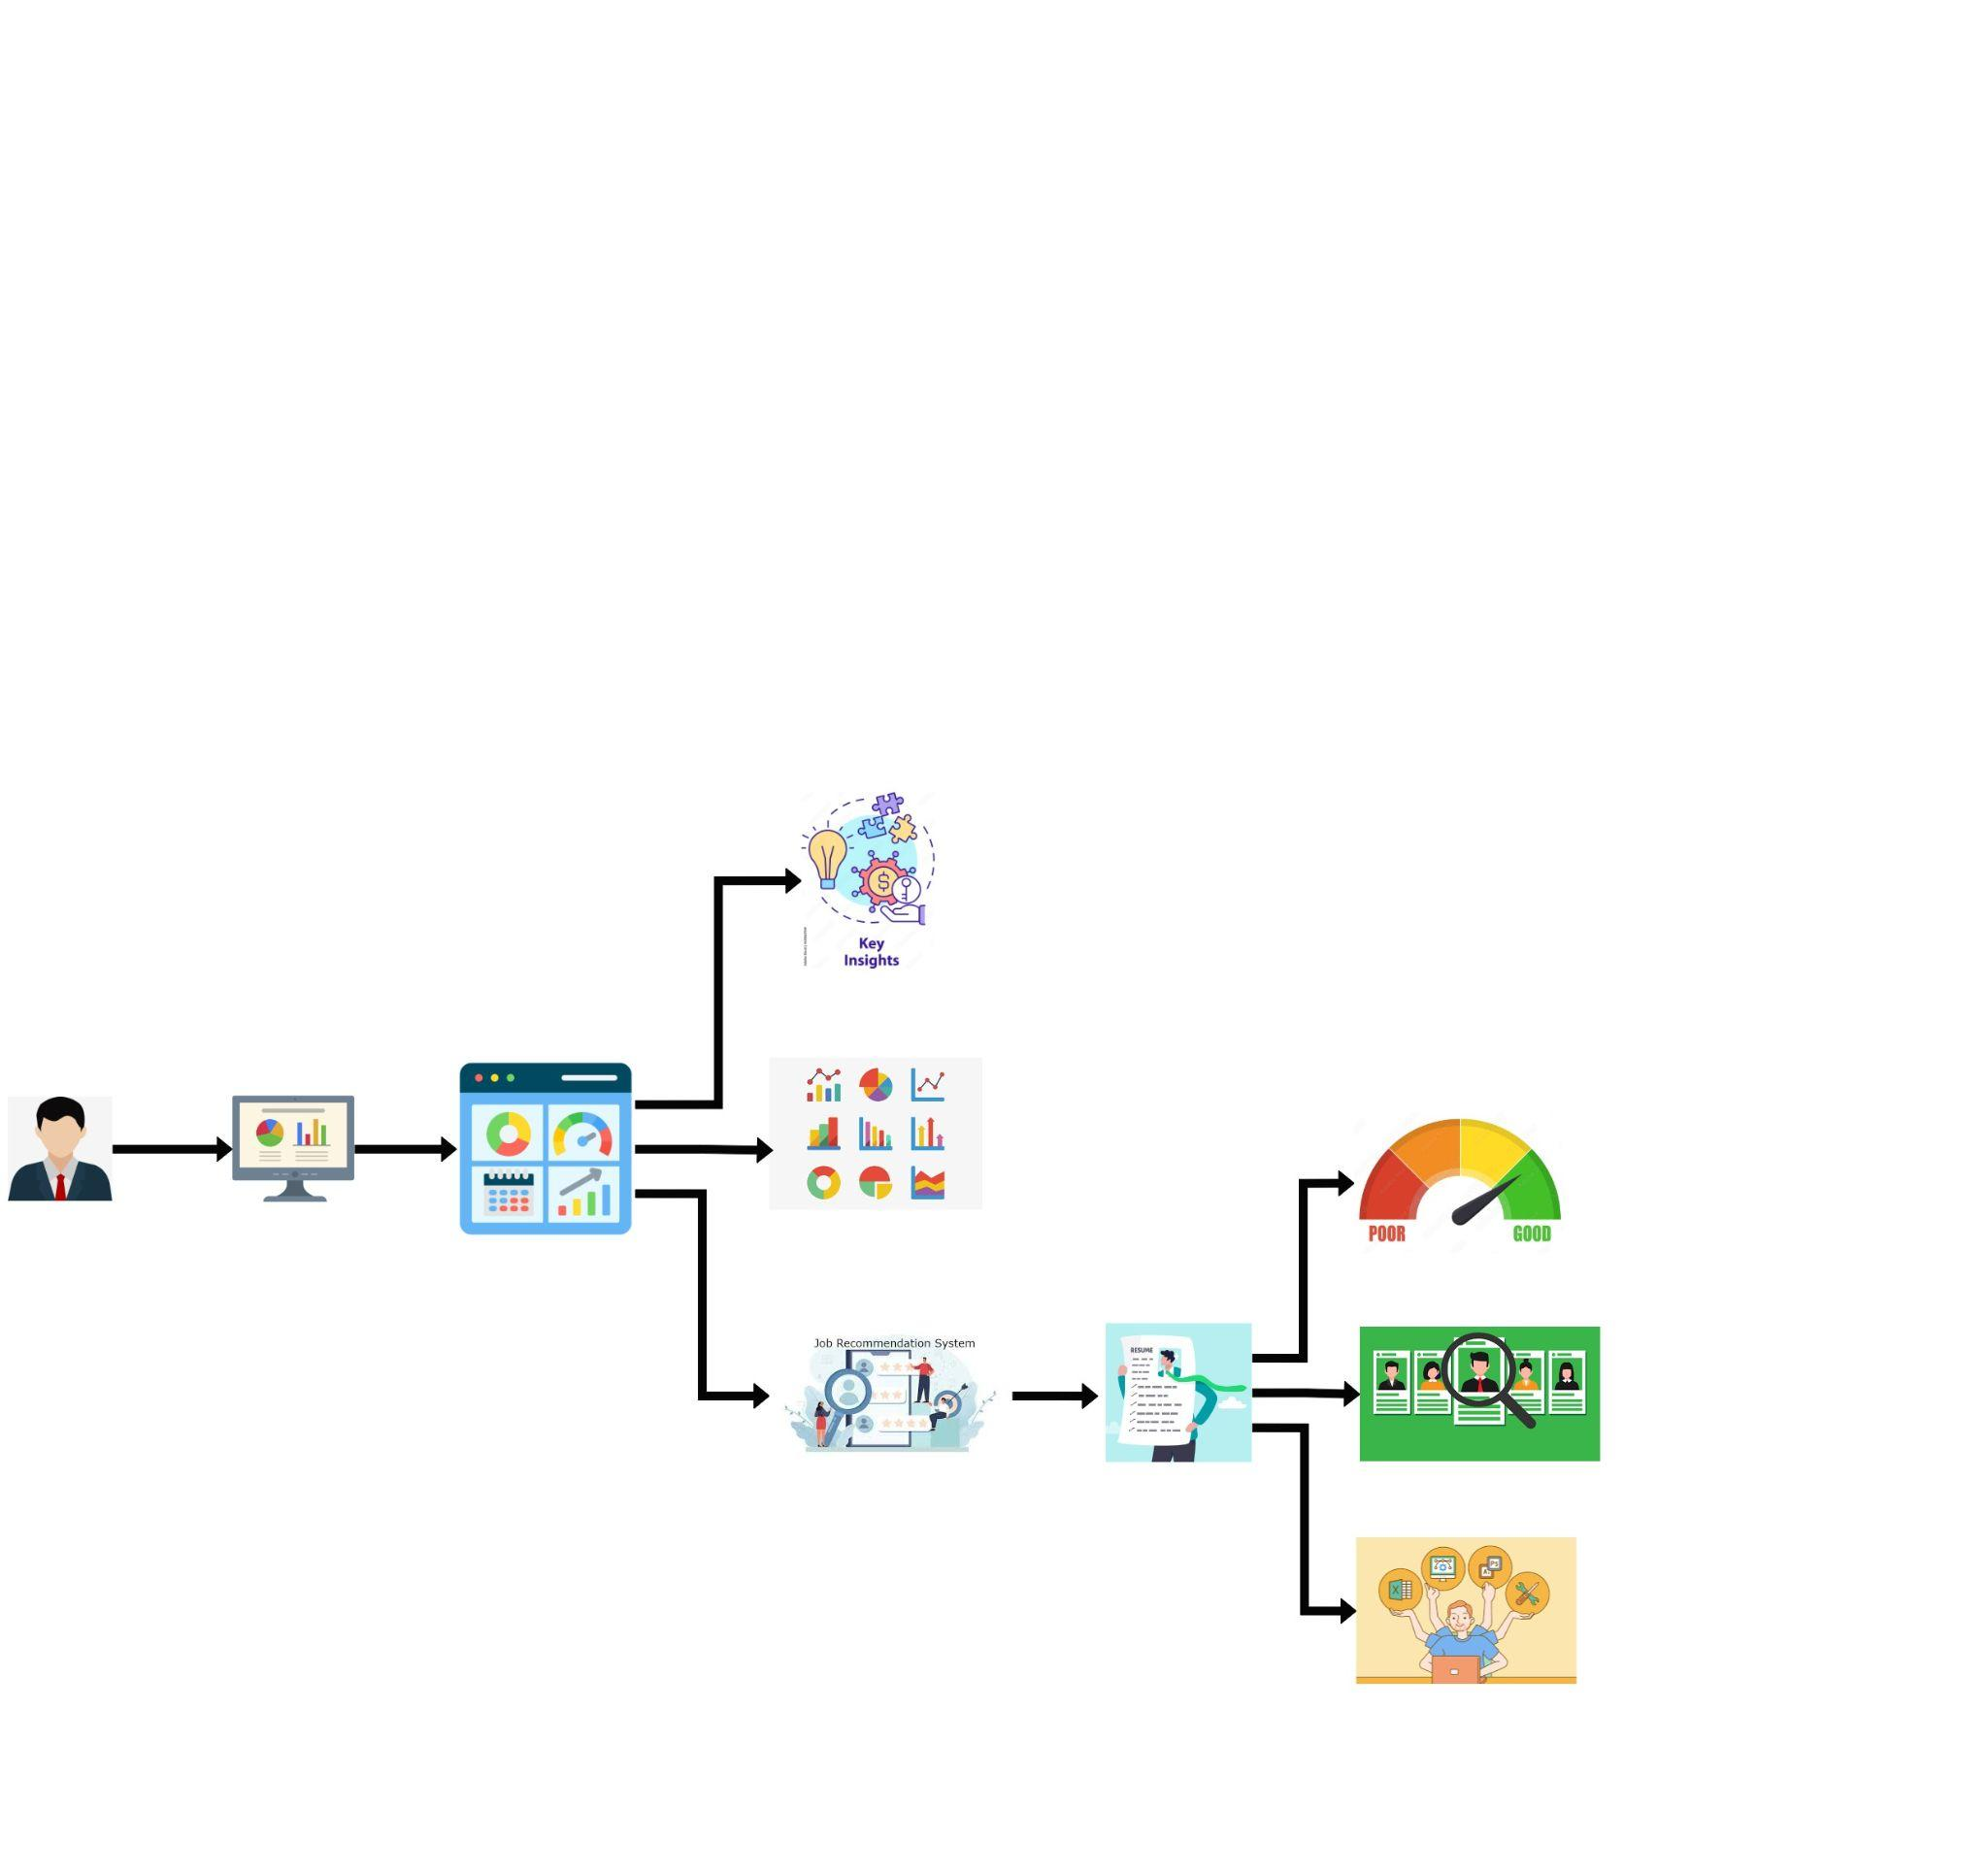 Key
Insights
POOR
GOOD
Job Recommendation System
RESUME